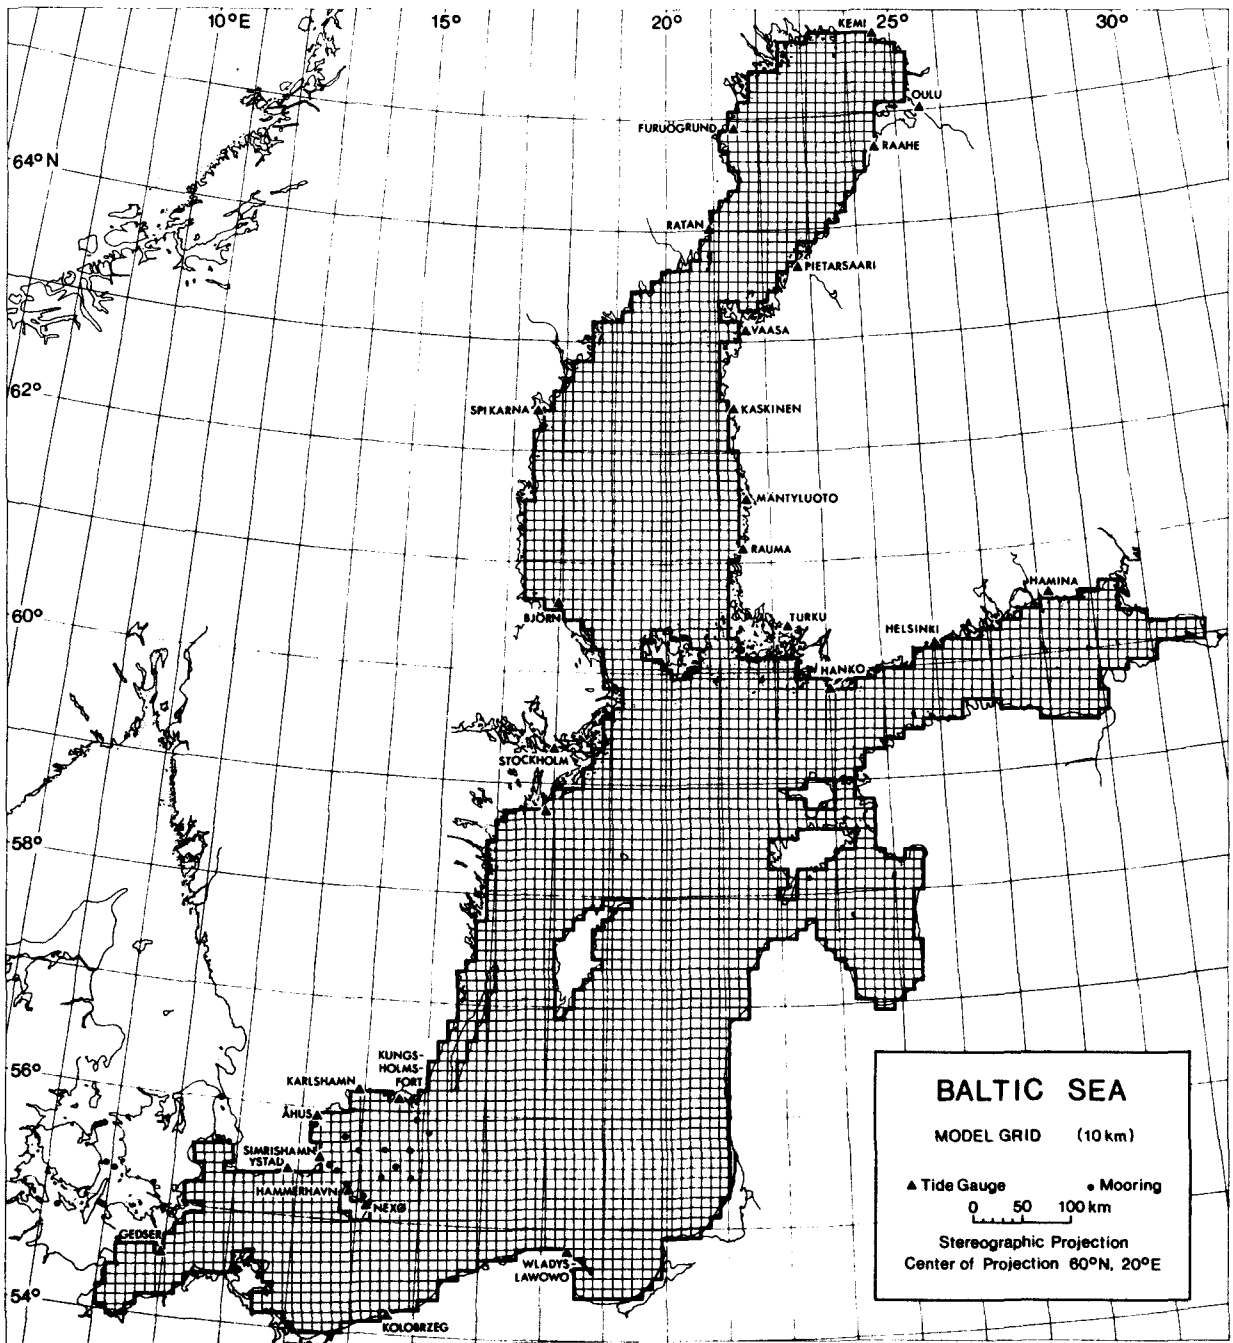 10°E 15° 20° 25° 30°
KEMI
OULU
FURUÖGRUND
RAAHE
64°N
RATAN
PIETARSAARI
VAASA
62°
SPIKARNA
KASKINEN
MÄNTYLUOTO
RAUMA
HAMINA
60°
BJÖRN
TURKU
HELSINKI
HANKO
STOCKHOLM
58°
KUNGS-
HOLMS-
FORT
56°
KARLSHAMN
ÅHUS
SIMRISHAMN
YSTAD
HAMMERHAVN
NEXØ
GEDSER
WLADYS-
LAWOWO
54°
KOLOBRZEG
BALTIC SEA
MODEL GRID (10 km)
▲ Tide Gauge • Mooring
0 50 100 km
Stereographic Projection
Center of Projection 60°N, 20°E